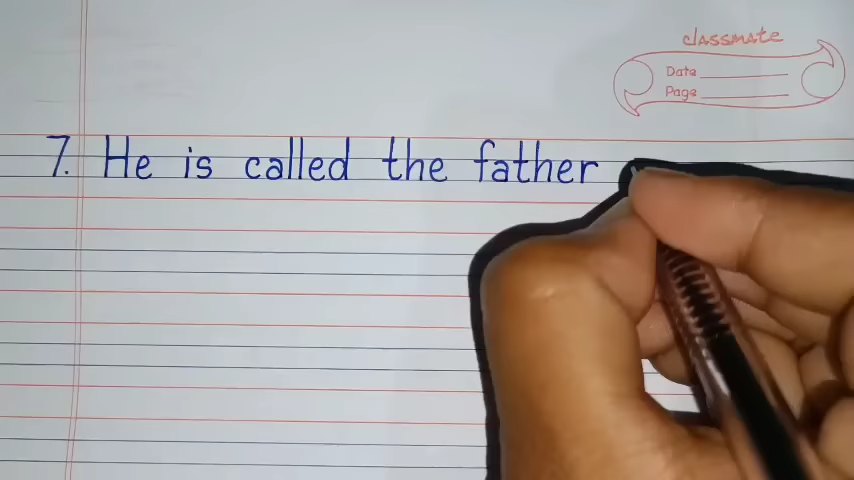 classmate
Date
Page
7. He is called the father